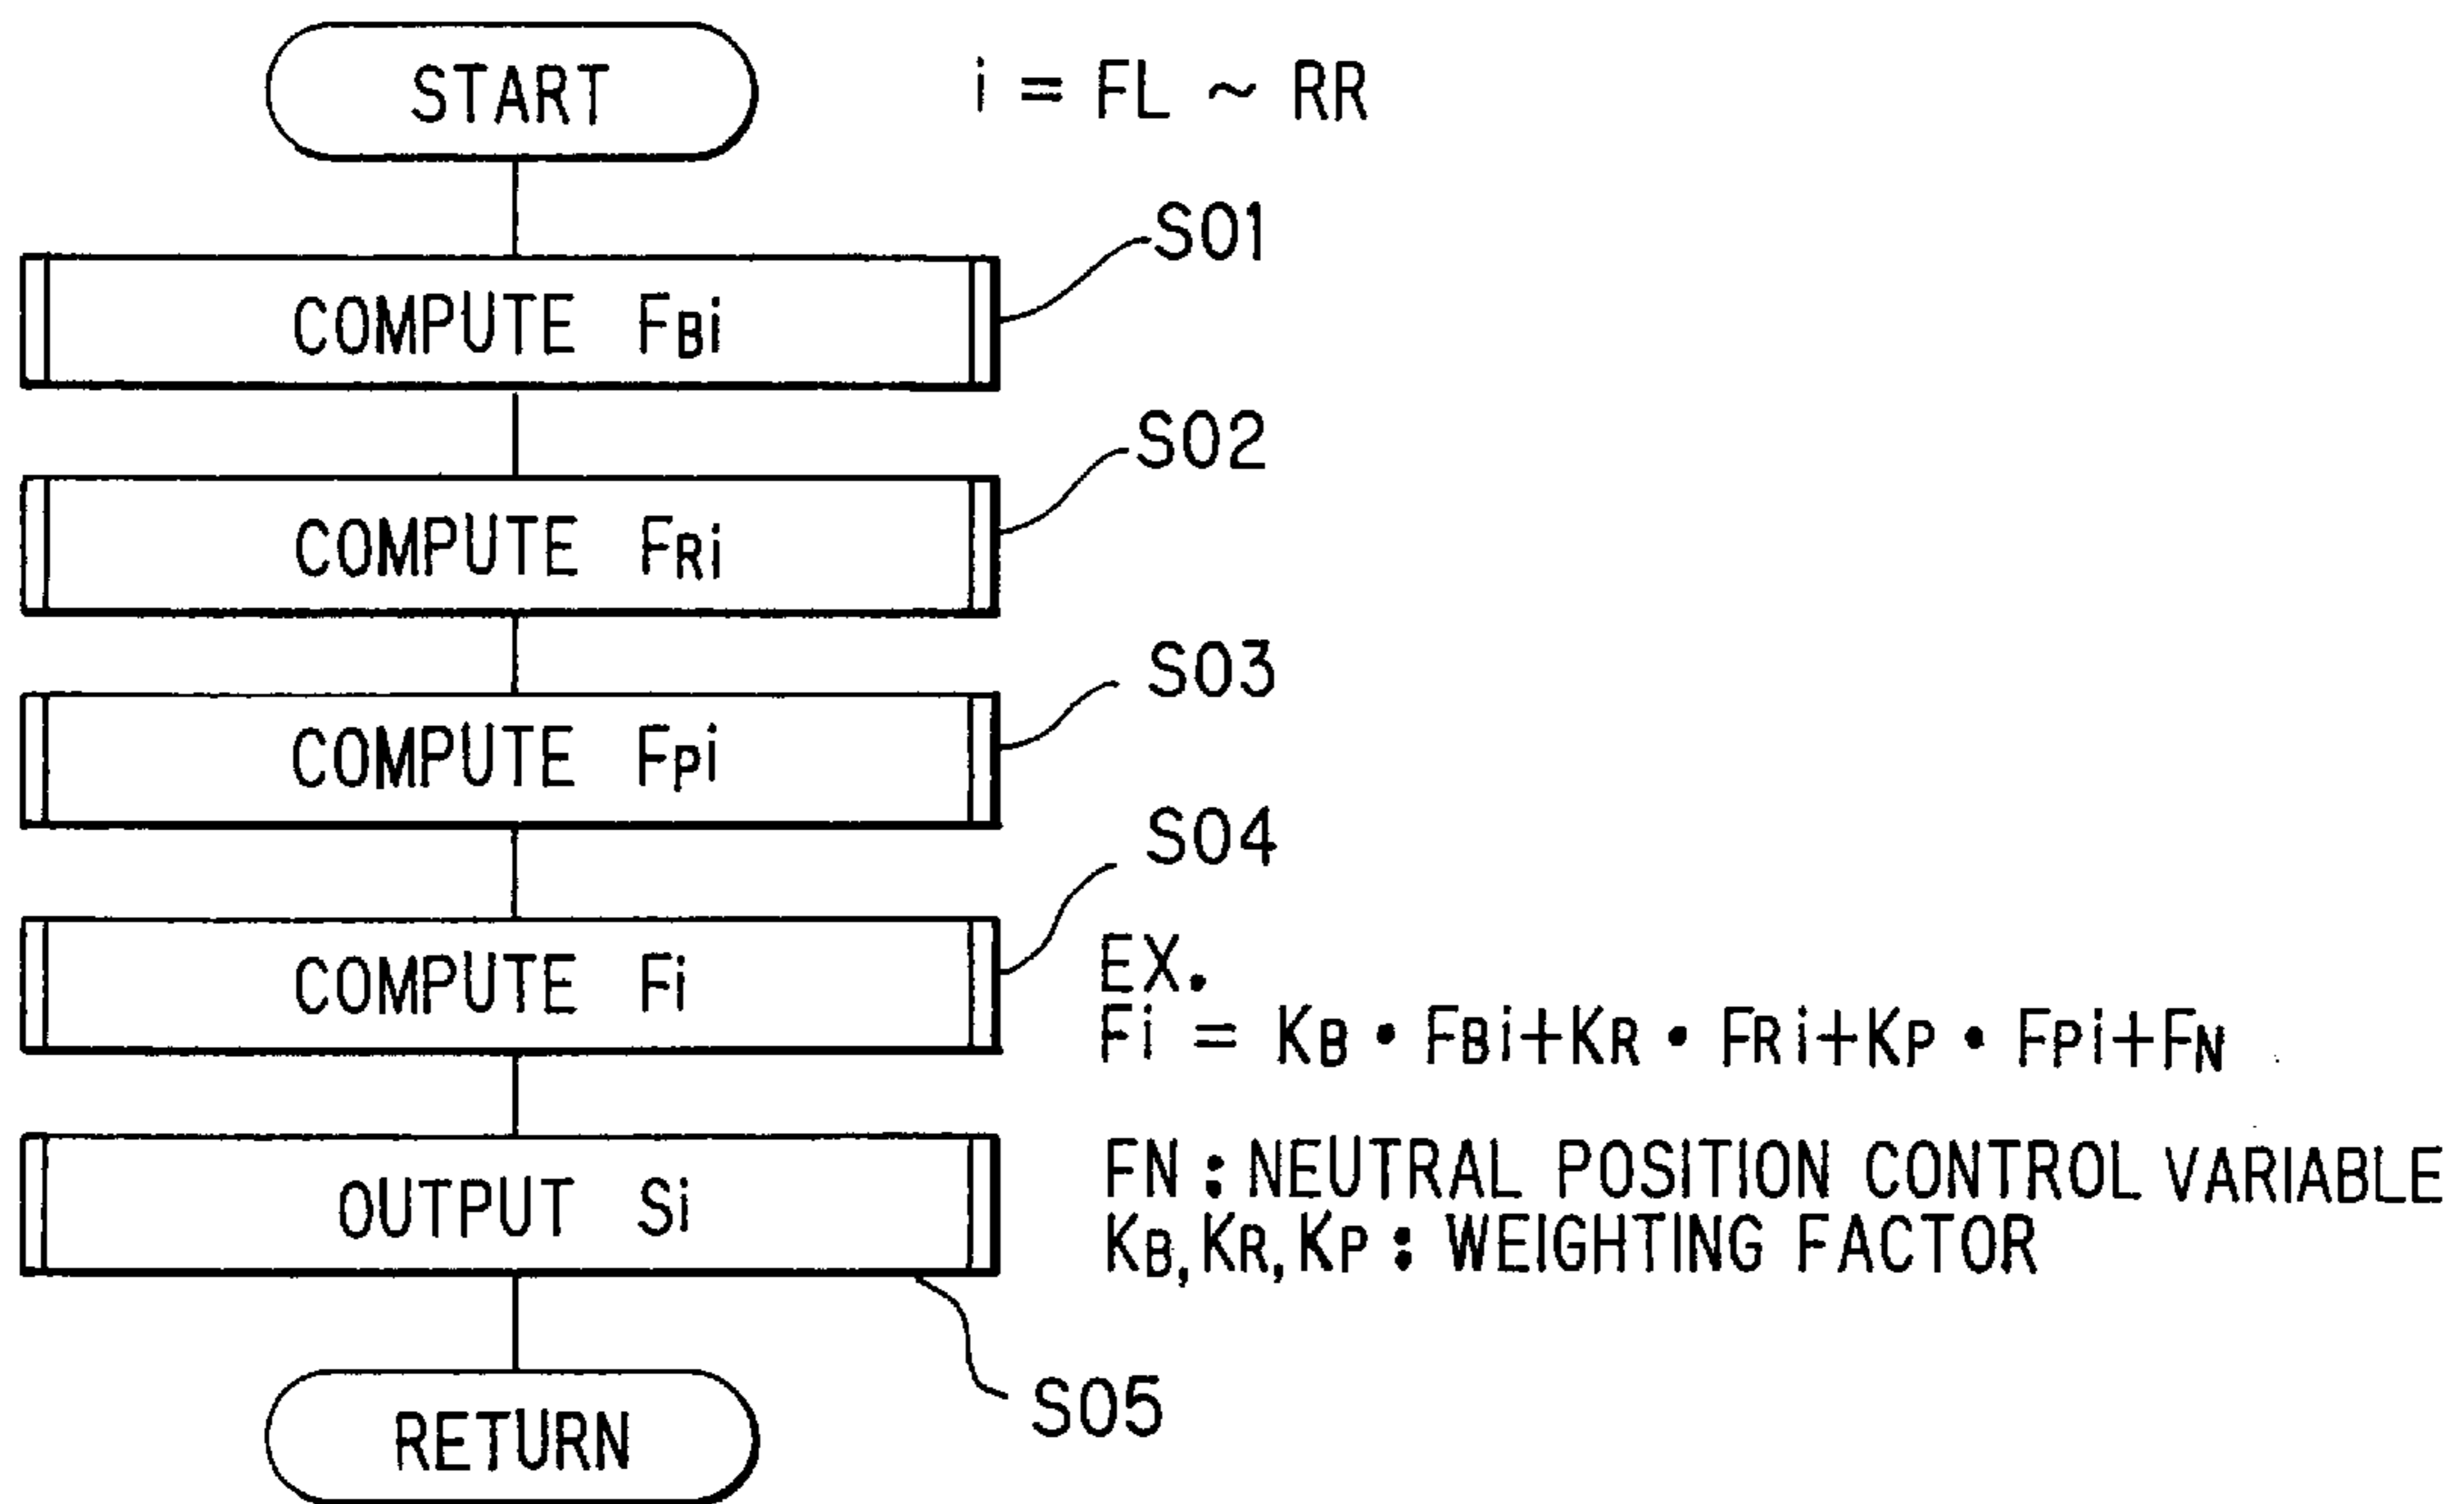 START
i = FL ~ RR
S01
COMPUTE FBi
S02
COMPUTE FRi
S03
COMPUTE FPi
S04
COMPUTE Fi
EX.
Fi = KB • FBi+KR • FRi+KP • FPi+FN
OUTPUT Si
FN : NEUTRAL POSITION CONTROL VARIABLE
KB, KR, KP : WEIGHTING FACTOR
S05
RETURN